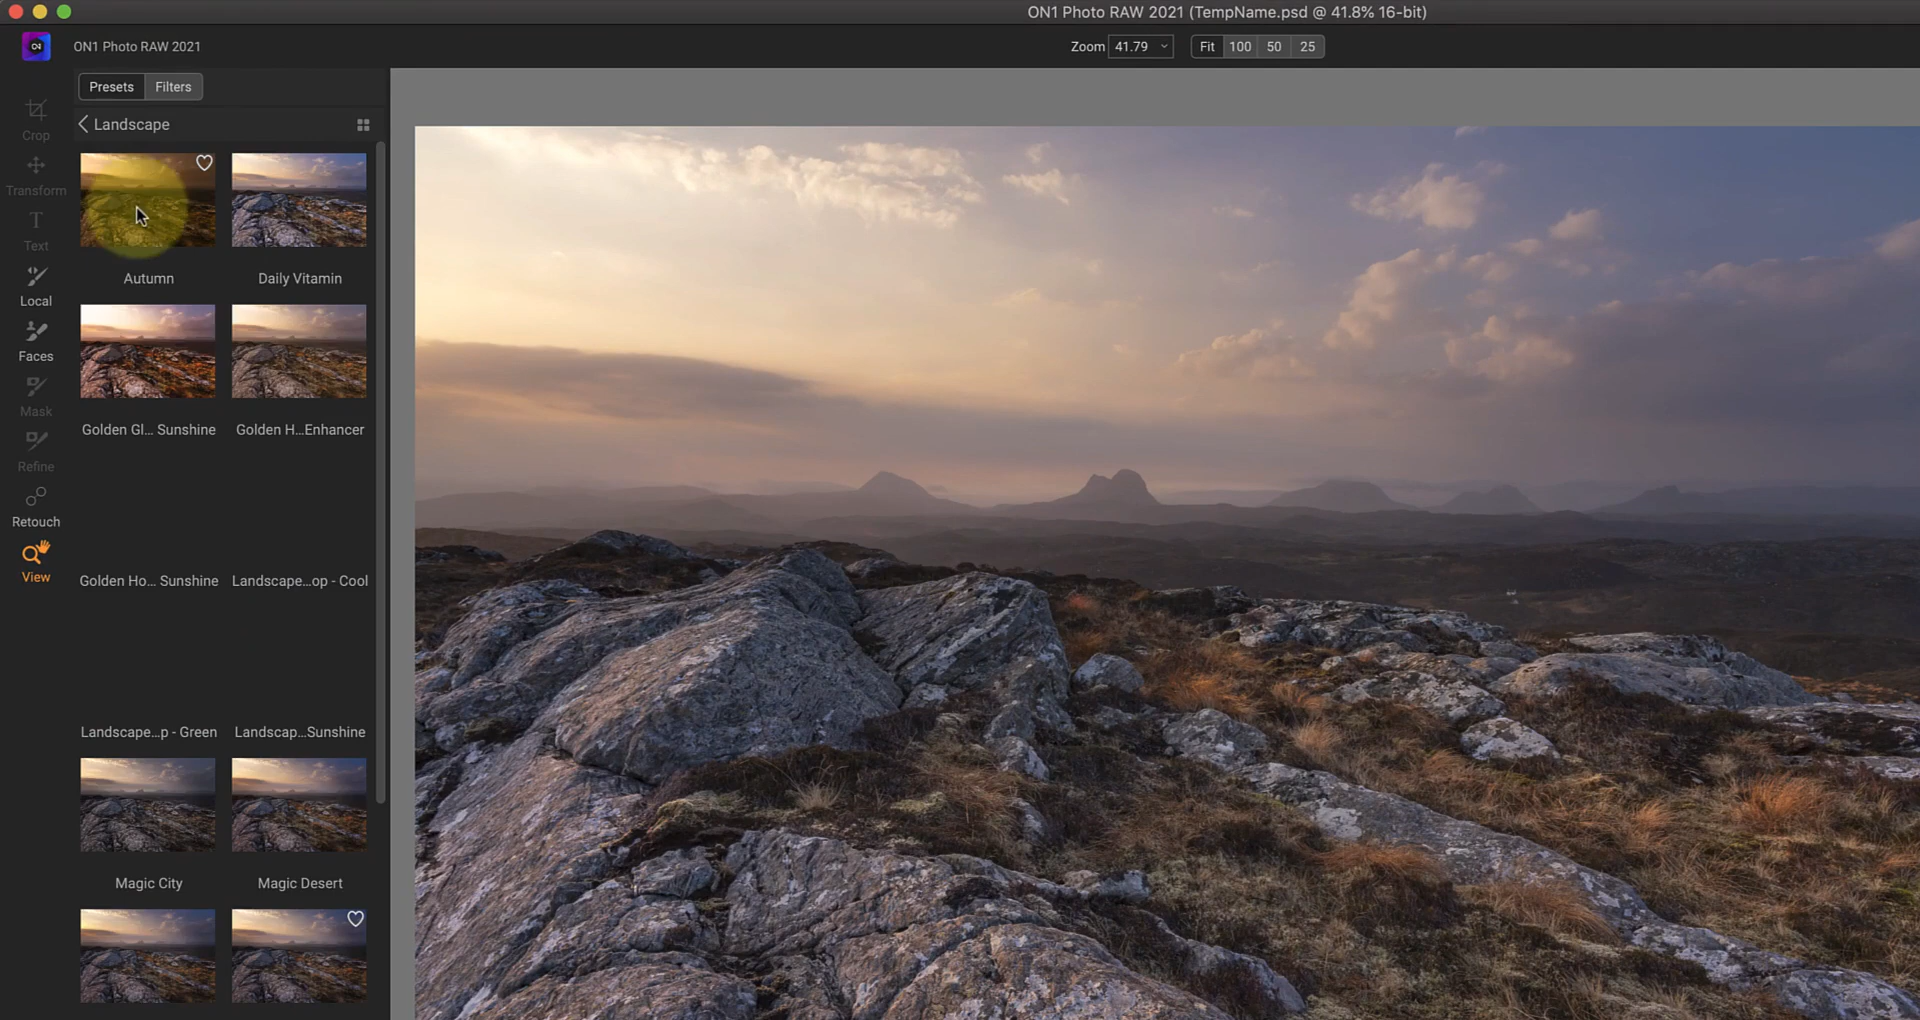 ON1 Photo RAW 2021 (TempName.psd @ 41.8% 16-bit)
ON1 Photo RAW 2021
Zoom 41.79 Fit 100 50 25
Presets Filters
Landscape
Crop
Transform
Text
Local
Faces
Mask
Refine
Retouch
View
Autumn Daily Vitamin
Golden Gl... Sunshine Golden H...Enhancer
Golden Ho... Sunshine Landscape...op - Cool
Landscape...p - Green Landscap...Sunshine
Magic City Magic Desert